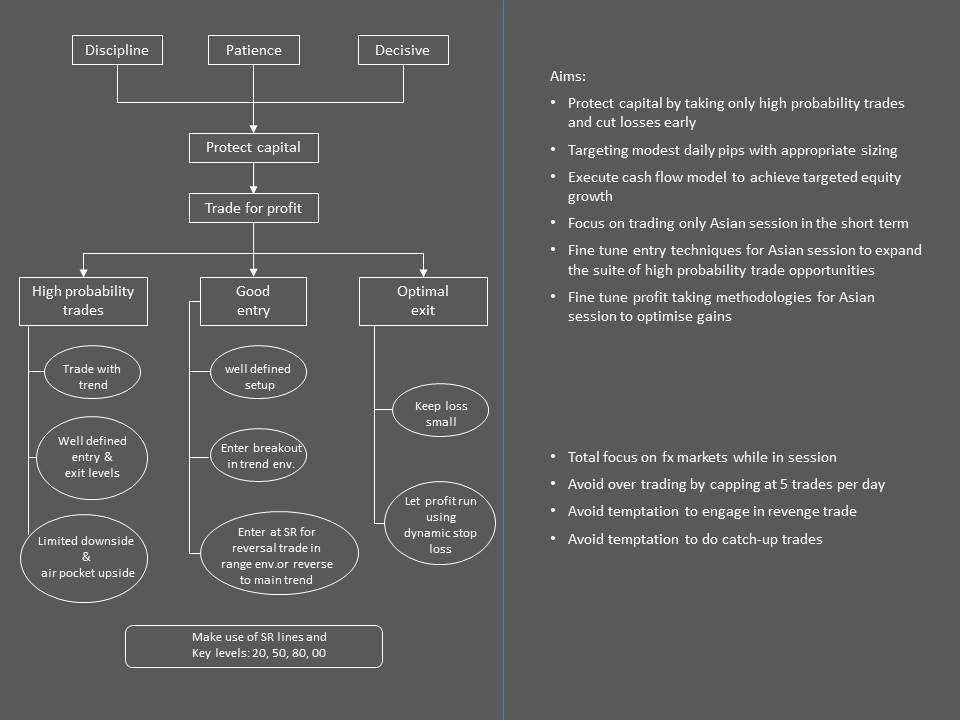 Discipline
Patience
Decisive
Protect capital
Trade for profit
High probability
trades
Good
entry
Optimal
exit
Trade with
trend
Well defined
entry &
exit levels
Limited downside
&
air pocket upside
well defined
setup
Enter breakout
in trend env.
Enter at SR for
reversal trade in
range env.or reverse
to main trend
Keep loss
small
Let profit run
using
dynamic stop
loss
Make use of SR lines and
Key levels: 20, 50, 80, 00
Aims:
• Protect capital by taking only high probability trades
and cut losses early
• Targeting modest daily pips with appropriate sizing
• Execute cash flow model to achieve targeted equity
growth
• Focus on trading only Asian session in the short term
• Fine tune entry techniques for Asian session to expand
the suite of high probability trade opportunities
• Fine tune profit taking methodologies for Asian
session to optimise gains
• Total focus on fx markets while in session
• Avoid over trading by capping at 5 trades per day
• Avoid temptation to engage in revenge trade
• Avoid temptation to do catch-up trades